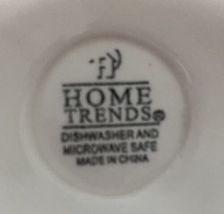 HOME
TRENDS®
DISHWASHER AND
MICROWAVE SAFE
MADE IN CHINA